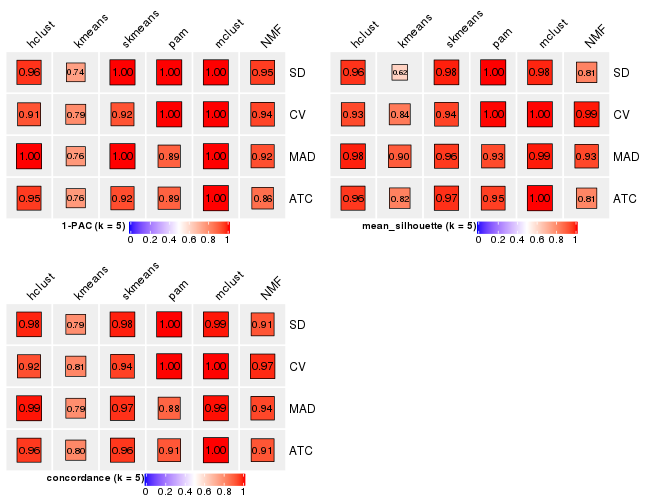 hclust kmeans skmeans pam mclust NMF
0.96 0.74 1.00 1.00 1.00 0.95 SD
0.91 0.79 0.92 1.00 1.00 0.94 CV
1.00 0.76 1.00 0.89 1.00 0.92 MAD
0.95 0.76 0.92 0.89 1.00 0.86 ATC
1-PAC (k = 5)
0 0.2 0.4 0.6 0.8 1
hclust kmeans skmeans pam mclust NMF
0.96 0.62 0.98 1.00 0.98 0.81 SD
0.93 0.84 0.94 1.00 1.00 0.99 CV
0.98 0.90 0.96 0.93 0.99 0.93 MAD
0.96 0.82 0.97 0.95 1.00 0.81 ATC
mean_silhouette (k = 5)
0 0.2 0.4 0.6 0.8 1
hclust kmeans skmeans pam mclust NMF
0.98 0.79 0.98 1.00 0.99 0.91 SD
0.92 0.81 0.94 1.00 1.00 0.97 CV
0.99 0.79 0.97 0.88 0.99 0.94 MAD
0.96 0.80 0.96 0.91 1.00 0.91 ATC
concordance (k = 5)
0 0.2 0.4 0.6 0.8 1